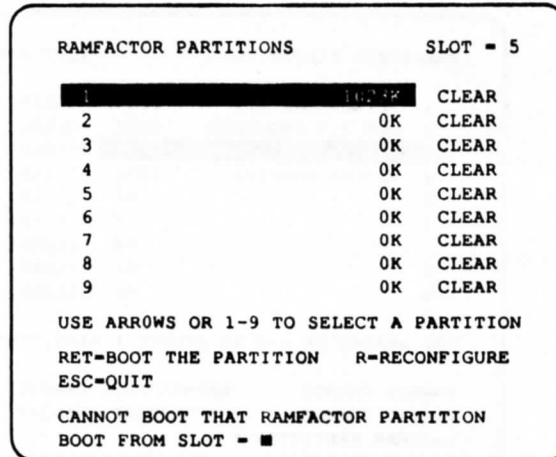 RAMFACTOR PARTITIONS SLOT = 5
1 1023K CLEAR
2 0K CLEAR
3 0K CLEAR
4 0K CLEAR
5 0K CLEAR
6 0K CLEAR
7 0K CLEAR
8 0K CLEAR
9 0K CLEAR
USE ARROWS OR 1-9 TO SELECT A PARTITION
RET=BOOT THE PARTITION R=RECONFIGURE
ESC=QUIT
CANNOT BOOT THAT RAMFACTOR PARTITION
BOOT FROM SLOT = ■